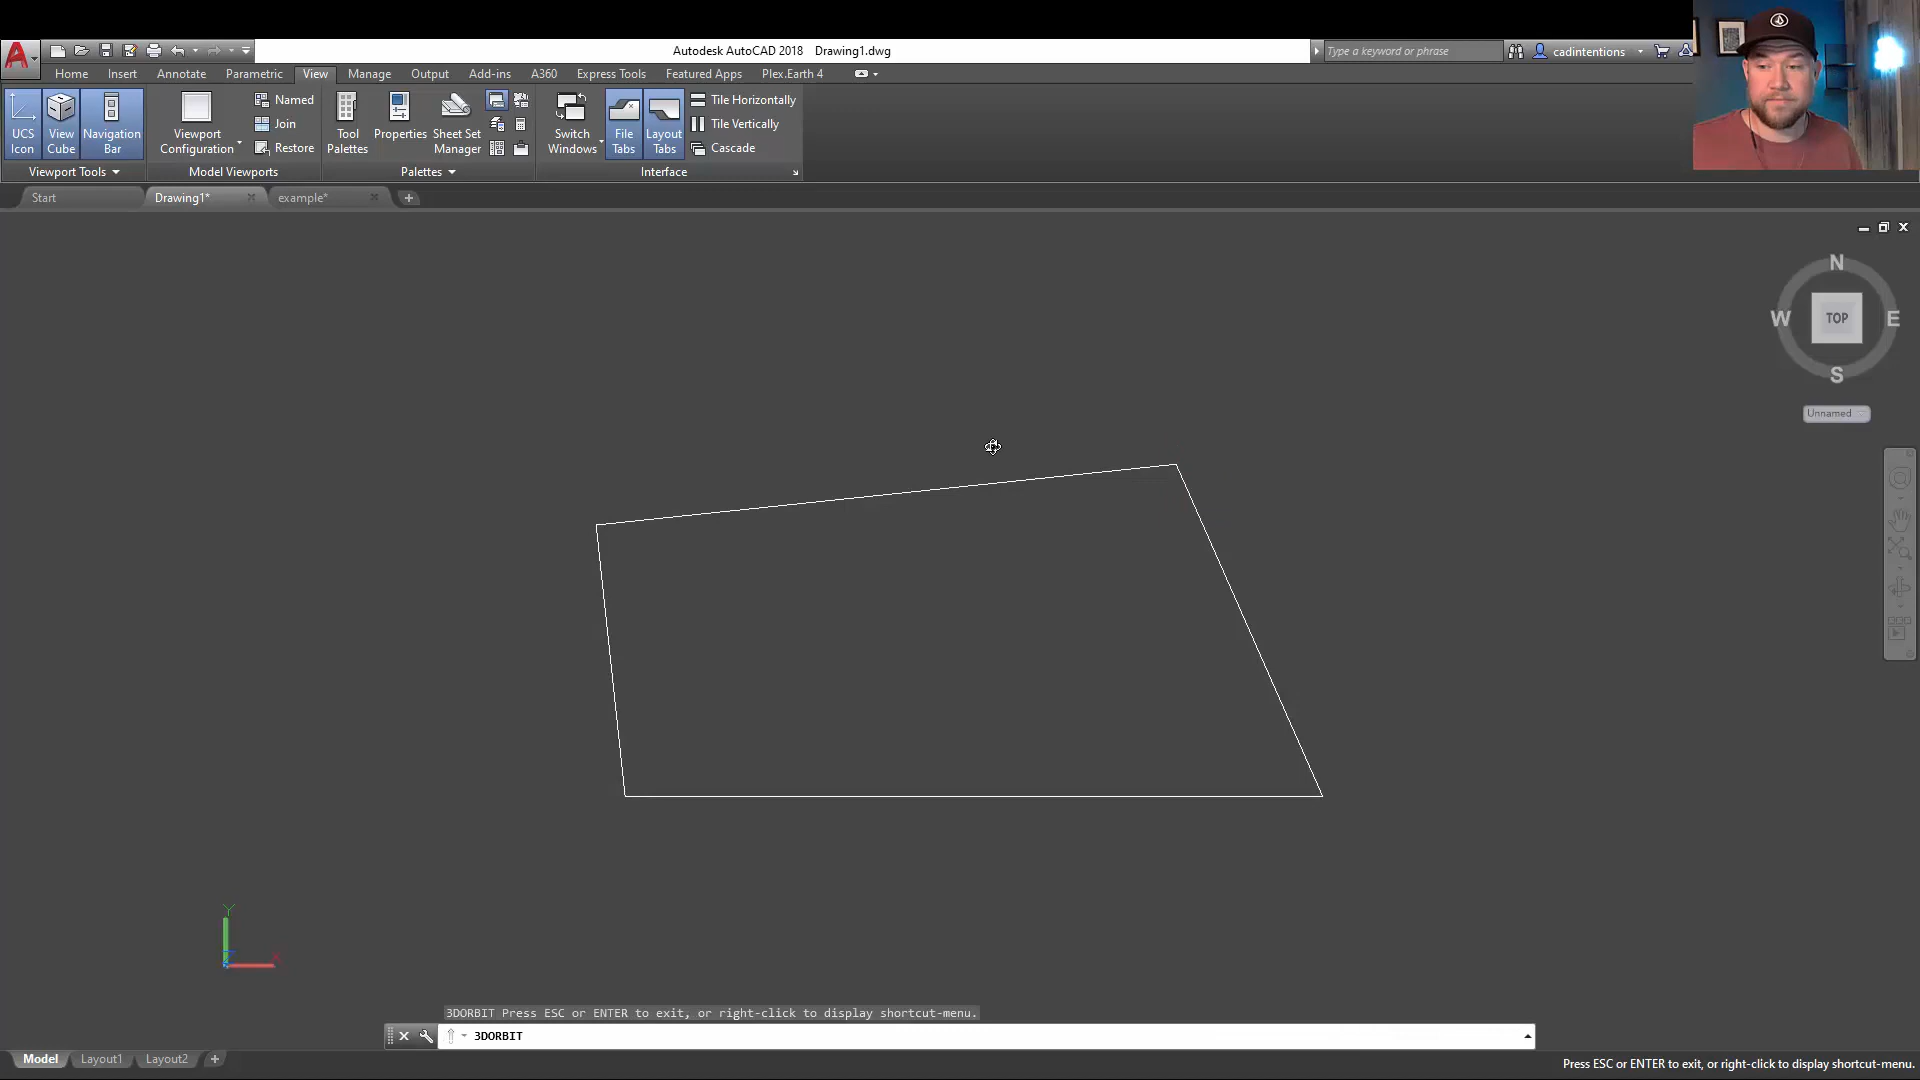 Autodesk AutoCAD 2018 Drawing1.dwg
Type a keyword or phrase
cadintentions
Home Insert Annotate Parametric View Manage Output Add-ins A360 Express Tools Featured Apps Plex.Earth 4
UCS
Icon
View
Cube
Navigation
Bar
Viewport Tools
Viewport
Configuration
Named
Join
Restore
Model Viewports
Tool
Palettes
Properties
Sheet Set
Manager
Palettes
Switch
Windows
File
Tabs
Layout
Tabs
Tile Horizontally
Tile Vertically
Cascade
Interface
Start Drawing1* example*
N
W TOP E
S
Unnamed
Y
X
3DORBIT Press ESC or ENTER to exit, or right-click to display shortcut-menu.
3DORBIT
Model Layout1 Layout2
Press ESC or ENTER to exit, or right-click to display shortcut-menu.